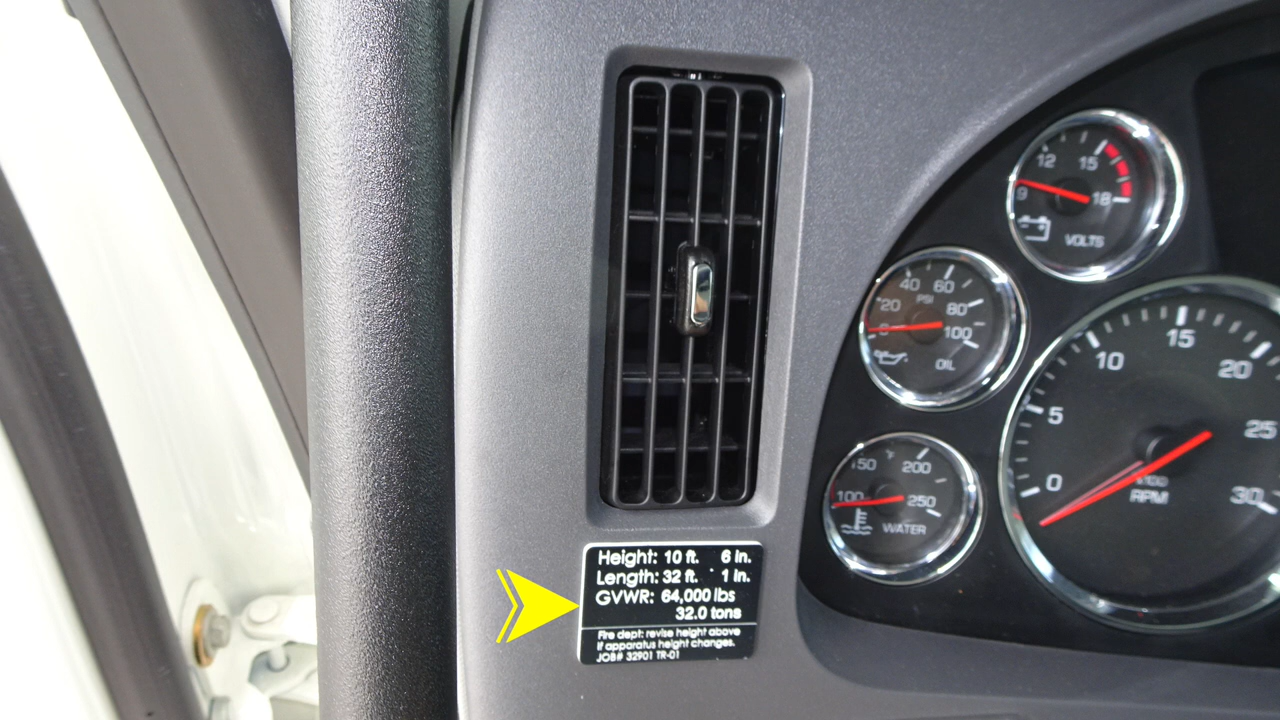 Height: 10 ft. 6 in.
Length: 32 ft. 1 in.
GVWR: 64,000 lbs
32.0 tons
Fire dept: revise height above
if apparatus height changes.
JOB# 32901 TR-01
12
15
9
18
VOLTS
40
60
PSI
20
80
0
100
OIL
150
°F
200
100
250
WATER
15
10
20
5
25
0
30
RPM